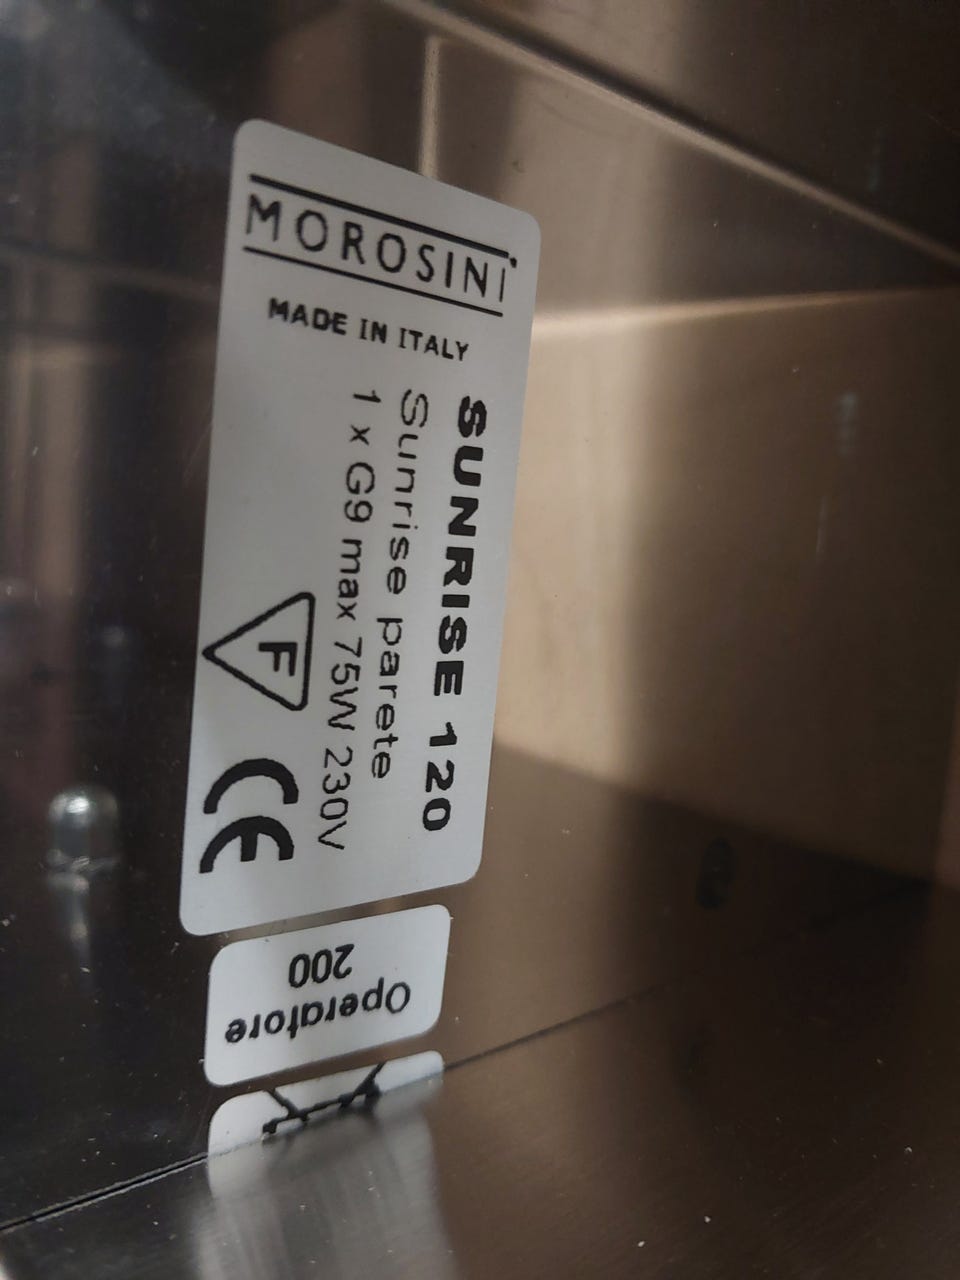 MOROSINI
MADE IN ITALY
SUNRISE 120
Sunrise parete
1 x G9 max 75W 230V
F
CE
Operatore
200